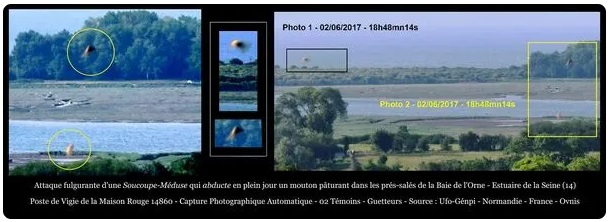 Photo 1 - 02/06/2017 - 18h48mn14s
Photo 2 - 02/06/2017 - 18h48mn14s
Attaque fulgurante d'une Soucoupe-Méduse qui abducte en plein jour un mouton pâturant dans les prés-salés de la Baie de l'Orne - Estuaire de la Seine (14)
Poste de Vigie de la Maison Rouge 14860 - Capture Photographique Automatique - 02 Témoins - Guetteurs - Source : Ufo-Génpi - Normandie - France - Ovnis